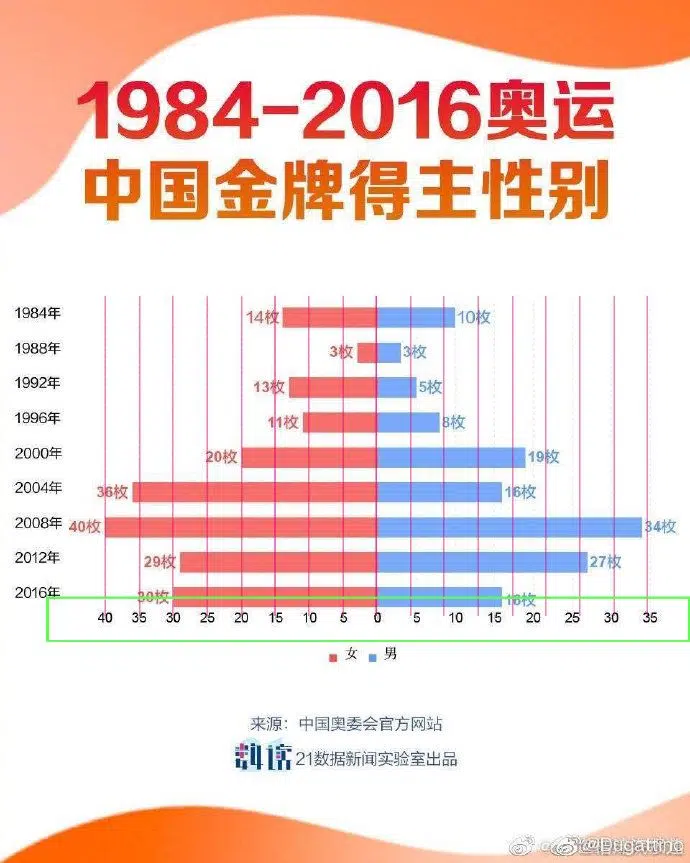 1984-2016奥运
中国金牌得主性别
1984年 14枚 10枚
1988年 3枚 3枚
1992年 13枚 5枚
1996年 11枚 8枚
2000年 20枚 19枚
2004年 36枚 16枚
2008年 40枚 34枚
2012年 29枚 27枚
2016年 30枚 16枚
40 35 30 25 20 15 10 5 0 5 10 15 20 25 30 35
女 男
来源：中国奥委会官方网站
21数据新闻实验室出品
@Dugattino